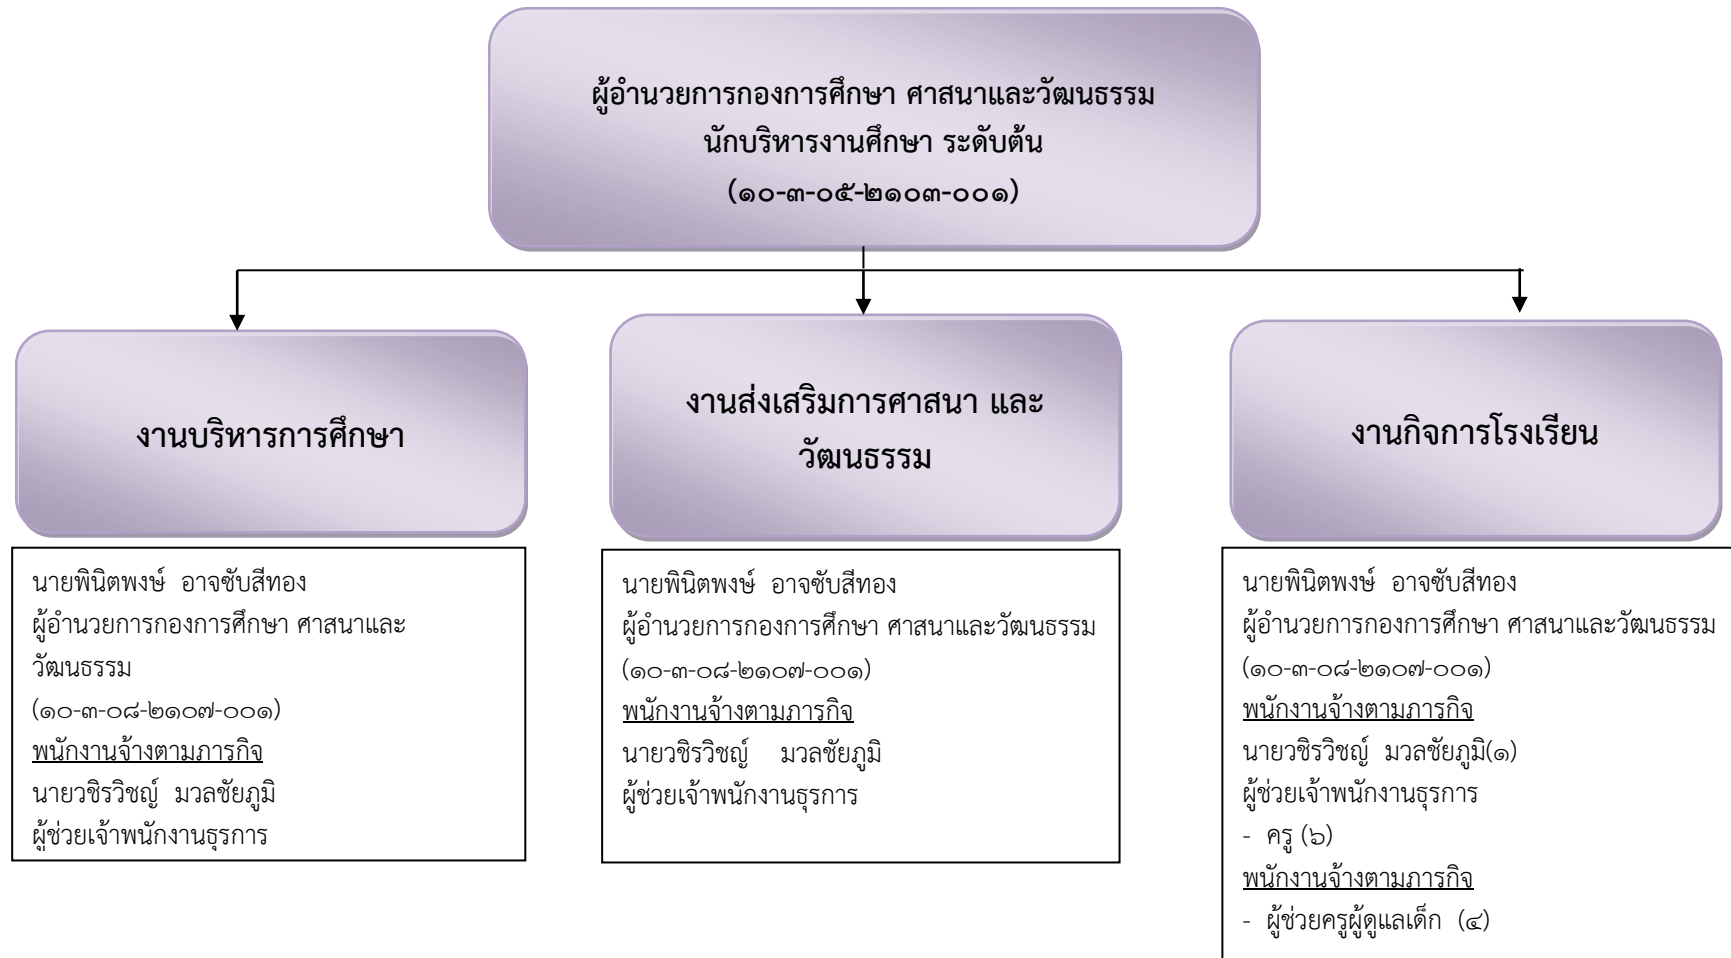 ผู้อำนวยการกองการศึกษา ศาสนาและวัฒนธรรม
นักบริหารงานศึกษา ระดับต้น
(๑๐-๓-๐๕-๒๑๐๓-๐๐๑)
งานบริหารการศึกษา
นายพินิตพงษ์ อาจซับสีทอง
ผู้อำนวยการกองการศึกษา ศาสนาและ
วัฒนธรรม
(๑๐-๓-๐๘-๒๑๐๗-๐๐๑)
พนักงานจ้างตามภารกิจ
นายวชิรวิชญ์ มวลชัยภูมิ
ผู้ช่วยเจ้าพนักงานธุรการ
งานส่งเสริมการศาสนา และ
วัฒนธรรม
นายพินิตพงษ์ อาจซับสีทอง
ผู้อำนวยการกองการศึกษา ศาสนาและวัฒนธรรม
(๑๐-๓-๐๘-๒๑๐๗-๐๐๑)
พนักงานจ้างตามภารกิจ
นายวชิรวิชญ์ มวลชัยภูมิ
ผู้ช่วยเจ้าพนักงานธุรการ
งานกิจการโรงเรียน
นายพินิตพงษ์ อาจซับสีทอง
ผู้อำนวยการกองการศึกษา ศาสนาและวัฒนธรรม
(๑๐-๓-๐๘-๒๑๐๗-๐๐๑)
พนักงานจ้างตามภารกิจ
นายวชิรวิชญ์ มวลชัยภูมิ(๑)
ผู้ช่วยเจ้าพนักงานธุรการ
- ครู (๖)
พนักงานจ้างตามภารกิจ
- ผู้ช่วยครูผู้ดูแลเด็ก (๔)